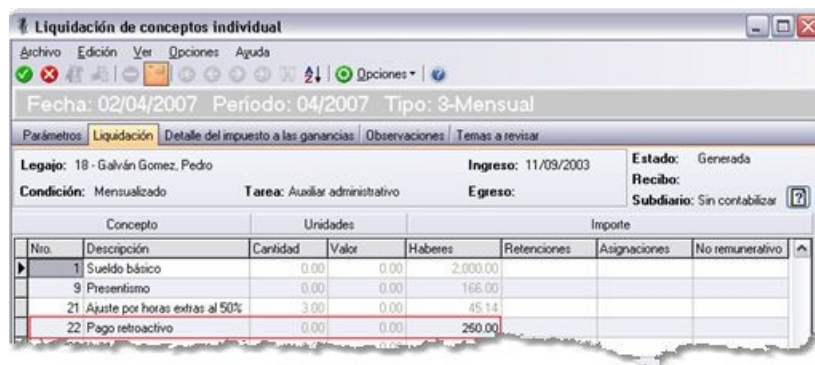 Liquidación de conceptos individual
Archivo Edición Ver Opciones Ayuda
Opciones
Fecha: 02/04/2007 Periodo: 04/2007 Tipo: 3-Mensual
Parámetros Liquidación Detalle del impuesto a las ganancias Observaciones Temas a revisar
Legajo: 18 - Galván Gomez, Pedro Ingreso: 11/09/2003 Estado: Generada
Recibo:
Condición: Mensualizado Tarea: Auxiliar administrativo Egreso: Subdiario: Sin contabilizar
Concepto Unidades Importe
Nro. Descripción Cantidad Valor Haberes Retenciones Asignaciones No remunerativo
1 Sueldo básico 0.00 0.00 2,000.00
9 Presentismo 0.00 0.00 166.00
21 Ajuste por horas extras al 50% 3.00 0.00 45.14
22 Pago retroactivo 0.00 0.00 250.00